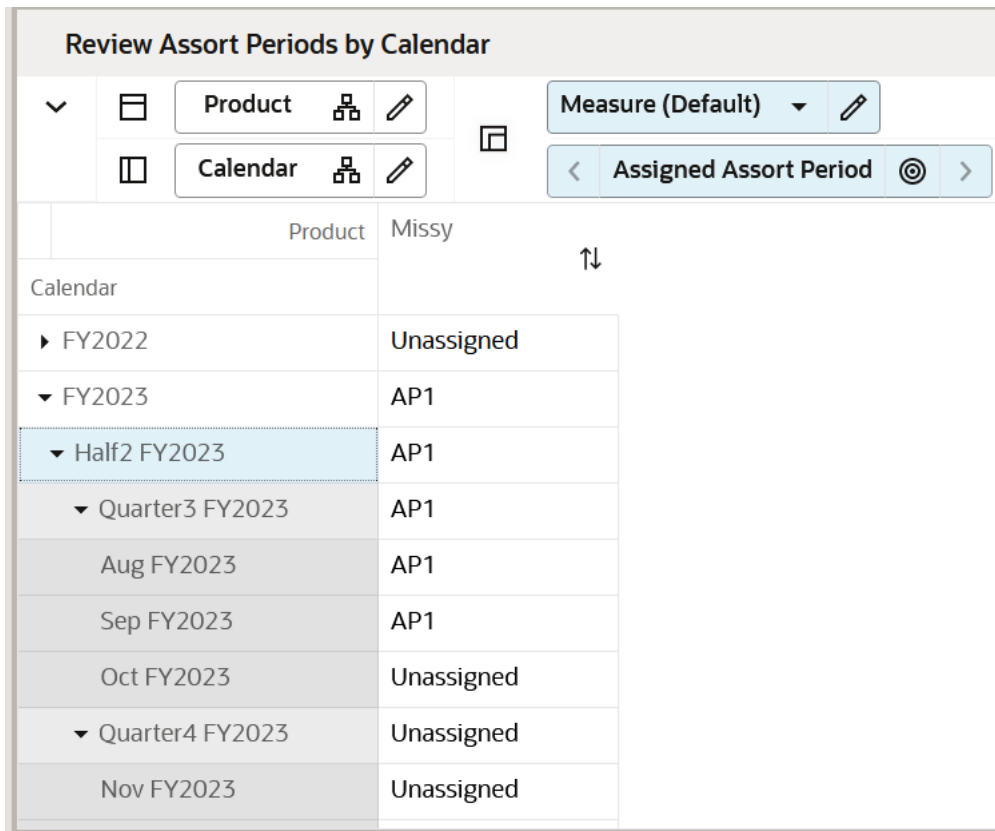 Review Assort Periods by Calendar
Product
Measure (Default)
Calendar
Assigned Assort Period
Product Missy
Calendar
FY2022 Unassigned
FY2023 AP1
Half2 FY2023 AP1
Quarter3 FY2023 AP1
Aug FY2023 AP1
Sep FY2023 AP1
Oct FY2023 Unassigned
Quarter4 FY2023 Unassigned
Nov FY2023 Unassigned